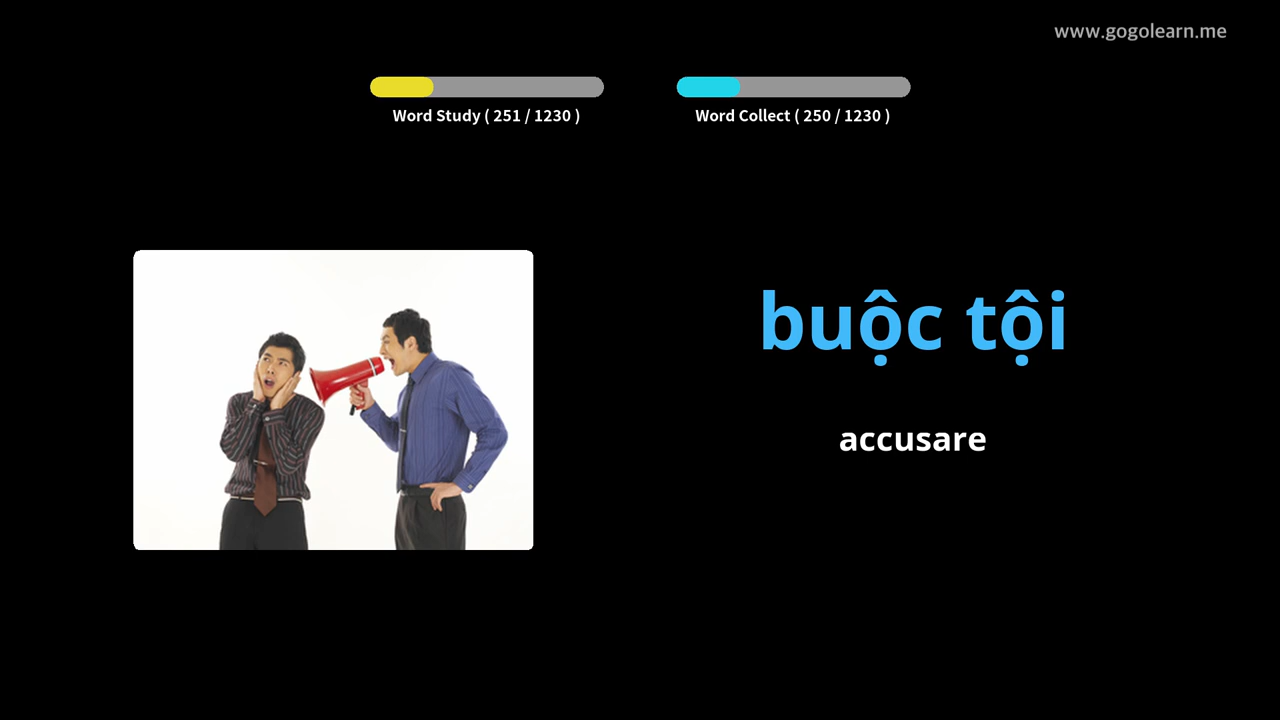 www.gogolearn.me
Word Study ( 251 / 1230 )
Word Collect ( 250 / 1230 )
buộc tội
accusare